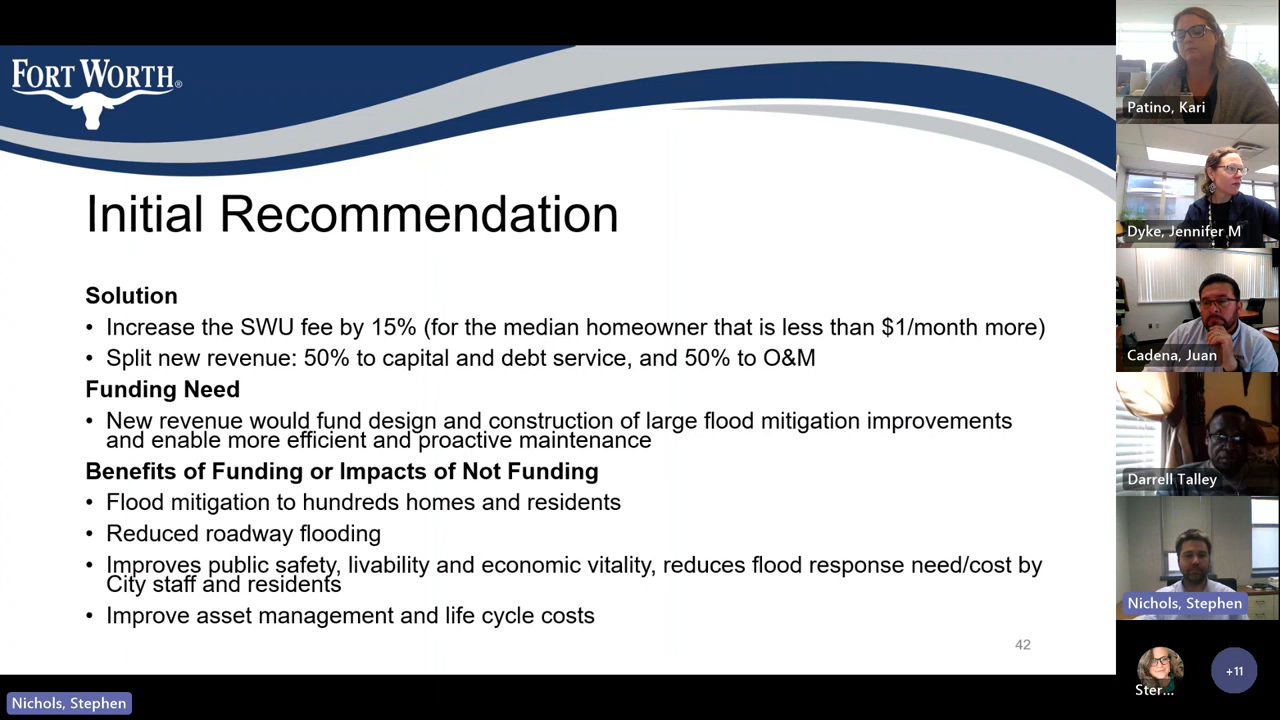 FORT WORTH®
Initial Recommendation
Solution
• Increase the SWU fee by 15% (for the median homeowner that is less than $1/month more)
• Split new revenue: 50% to capital and debt service, and 50% to O&M
Funding Need
• New revenue would fund design and construction of large flood mitigation improvements
and enable more efficient and proactive maintenance
Benefits of Funding or Impacts of Not Funding
• Flood mitigation to hundreds homes and residents
• Reduced roadway flooding
• Improves public safety, livability and economic vitality, reduces flood response need/cost by
City staff and residents
• Improve asset management and life cycle costs
42
Nichols, Stephen
Patino, Kari
Dyke, Jennifer M
Cadena, Juan
Darrell Talley
Nichols, Stephen
Ster...
+11